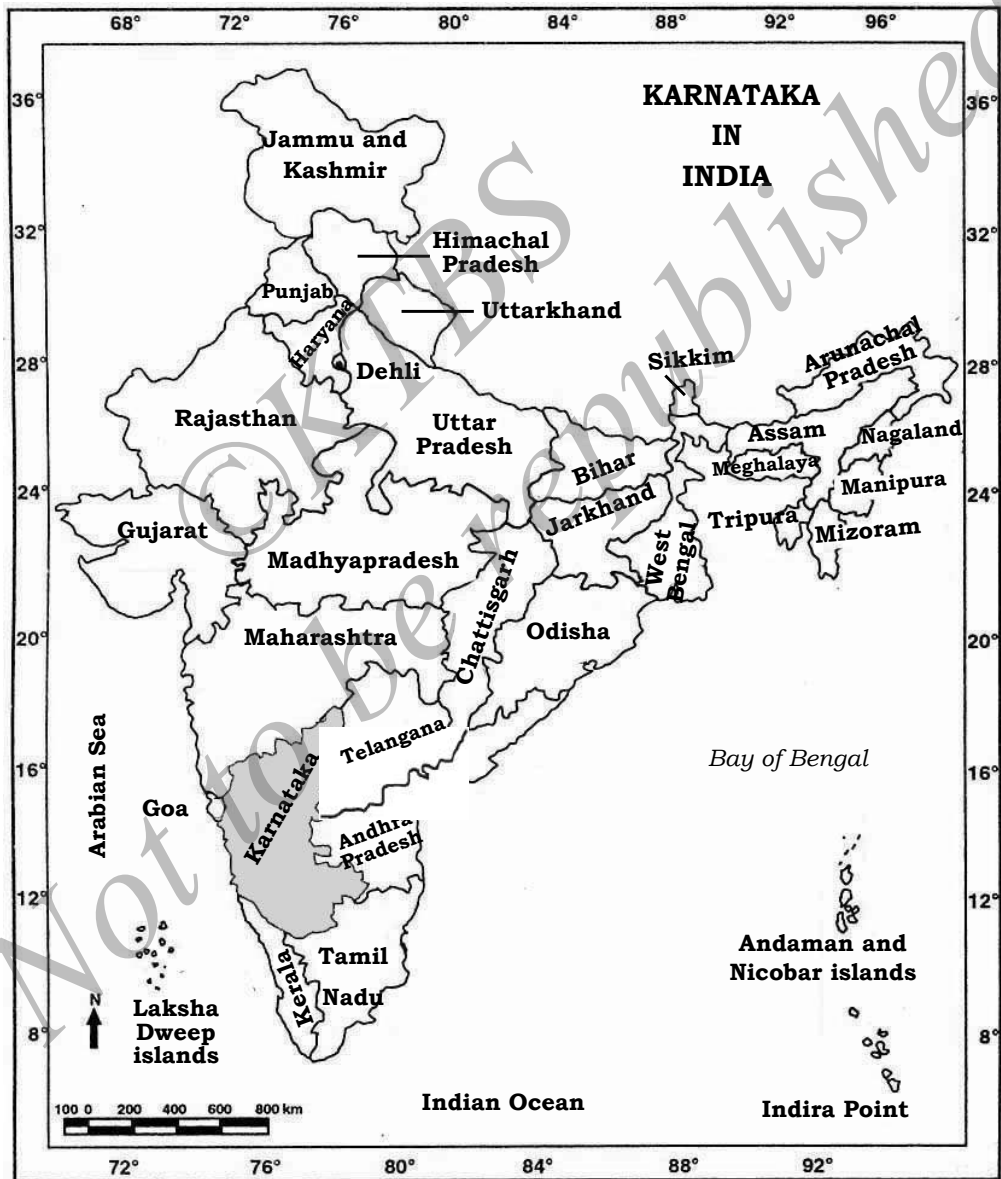 68° 72° 76° 80° 84° 88° 92° 96°
KARNATAKA
IN
INDIA
36° 36°
Jammu and
Kashmir
32° 32°
Himachal
Pradesh
Punjab
Uttarkhand
Haryana
28° 28°
Dehli
Sikkim
Arunachal
Pradesh
Rajasthan
Uttar
Pradesh
Assam
Nagaland
Bihar
Meghalaya
Manipura
24° 24°
Jarkhand
Gujarat
Tripura
Mizoram
Madhyapradesh
West
Bengal
Chattisgarh
Odisha
Maharashtra
20° 20°
Telangana
Bay of Bengal
16° 16°
Arabian Sea
Goa
Karnataka
Andhra
Pradesh
12° 12°
Andaman and
Nicobar islands
Tamil
Nadu
Kerala
N
Laksha
Dweep
islands
8° 8°
100 0 200 400 600 800 km
Indian Ocean
Indira Point
72° 76° 80° 84° 88° 92°
©KTBS
Not to be republished